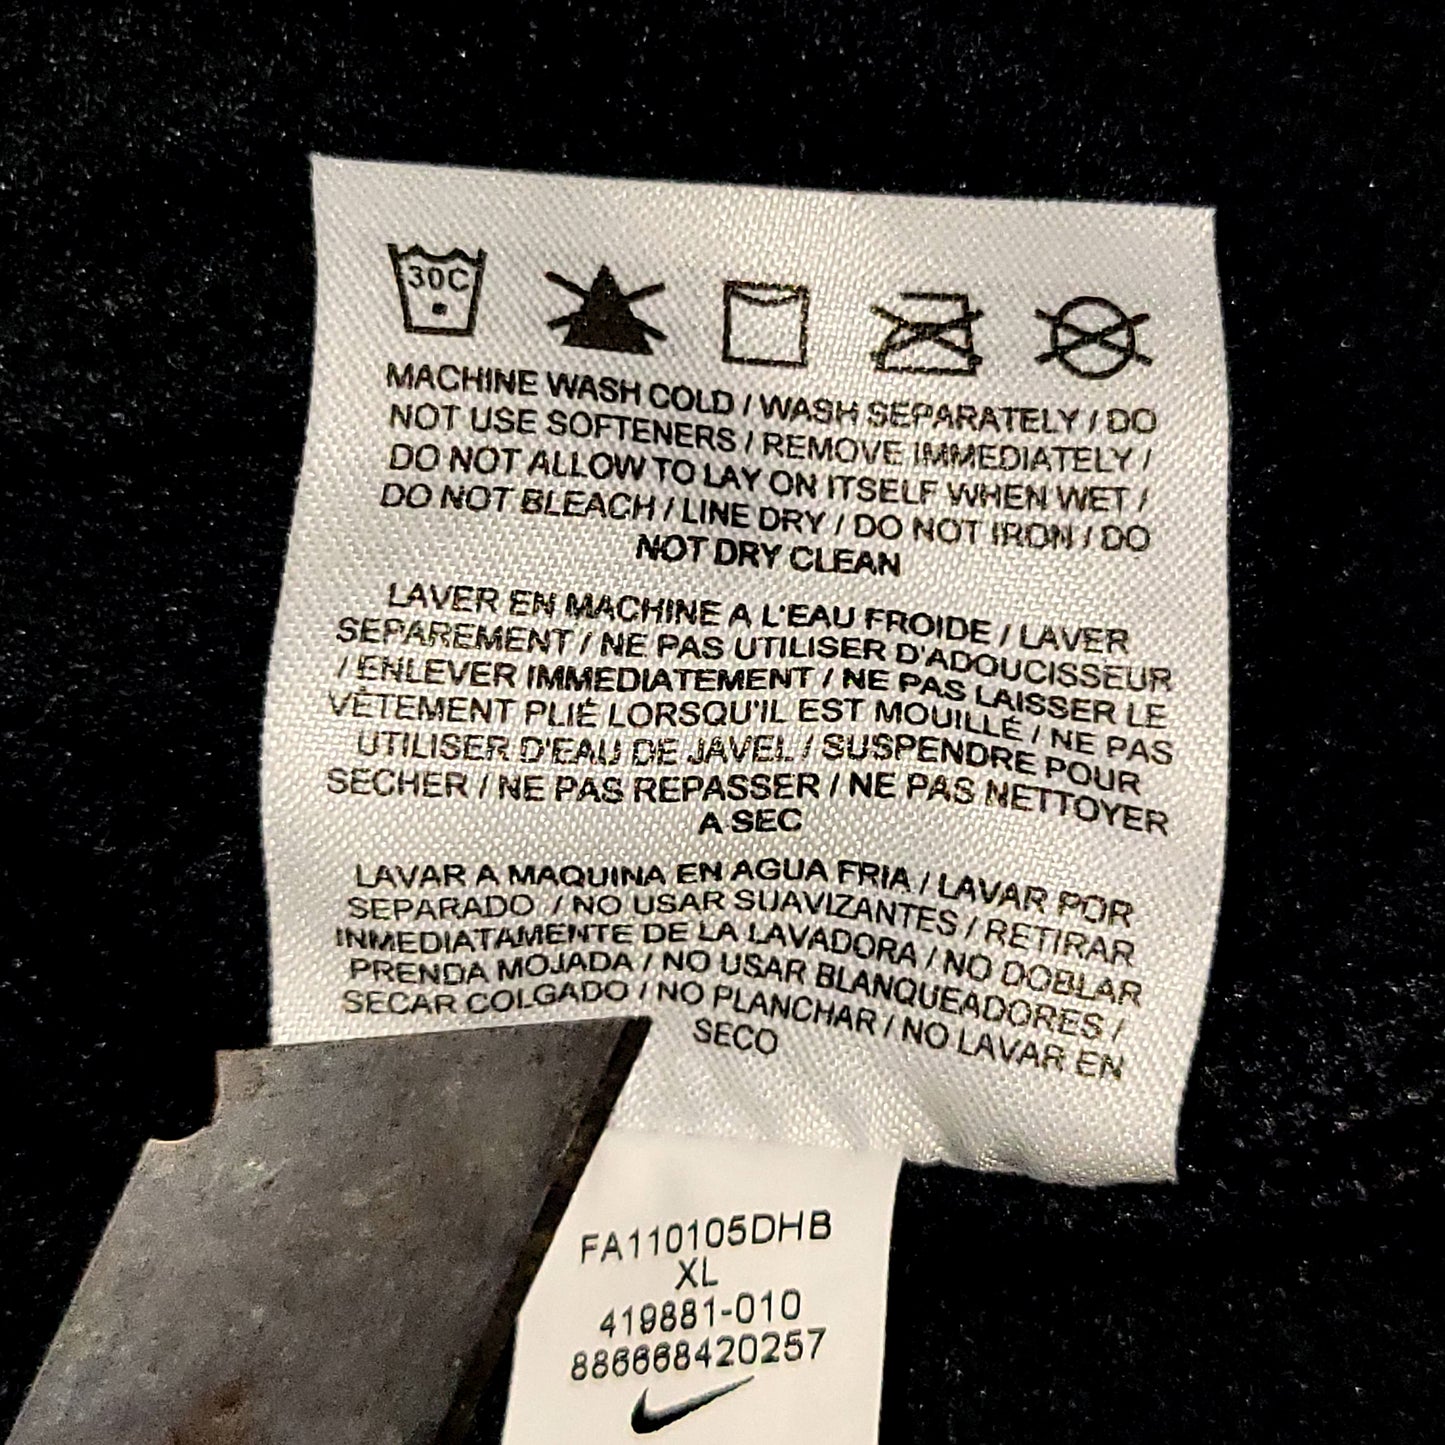 30C
MACHINE WASH COLD / WASH SEPARATELY / DO
NOT USE SOFTENERS / REMOVE IMMEDIATELY /
DO NOT ALLOW TO LAY ON ITSELF WHEN WET /
DO NOT BLEACH / LINE DRY / DO NOT IRON / DO
NOT DRY CLEAN
LAVER EN MACHINE A L'EAU FROIDE / LAVER
SEPAREMENT / NE PAS UTILISER D'ADOUCISSEUR
/ ENLEVER IMMEDIATEMENT / NE PAS LAISSER LE
VÊTEMENT PLIÉ LORSQU'IL EST MOUILLÉ / NE PAS
UTILISER D'EAU DE JAVEL / SUSPENDRE POUR
SECHER / NE PAS REPASSER / NE PAS NETTOYER
A SEC
LAVAR A MAQUINA EN AGUA FRIA / LAVAR POR
SEPARADO / NO USAR SUAVIZANTES / RETIRAR
INMEDIATAMENTE DE LA LAVADORA / NO DOBLAR
PRENDA MOJADA / NO USAR BLANQUEADORES /
SECAR COLGADO / NO PLANCHAR / NO LAVAR EN
SECO
FA110105DHB
XL
419881-010
886668420257